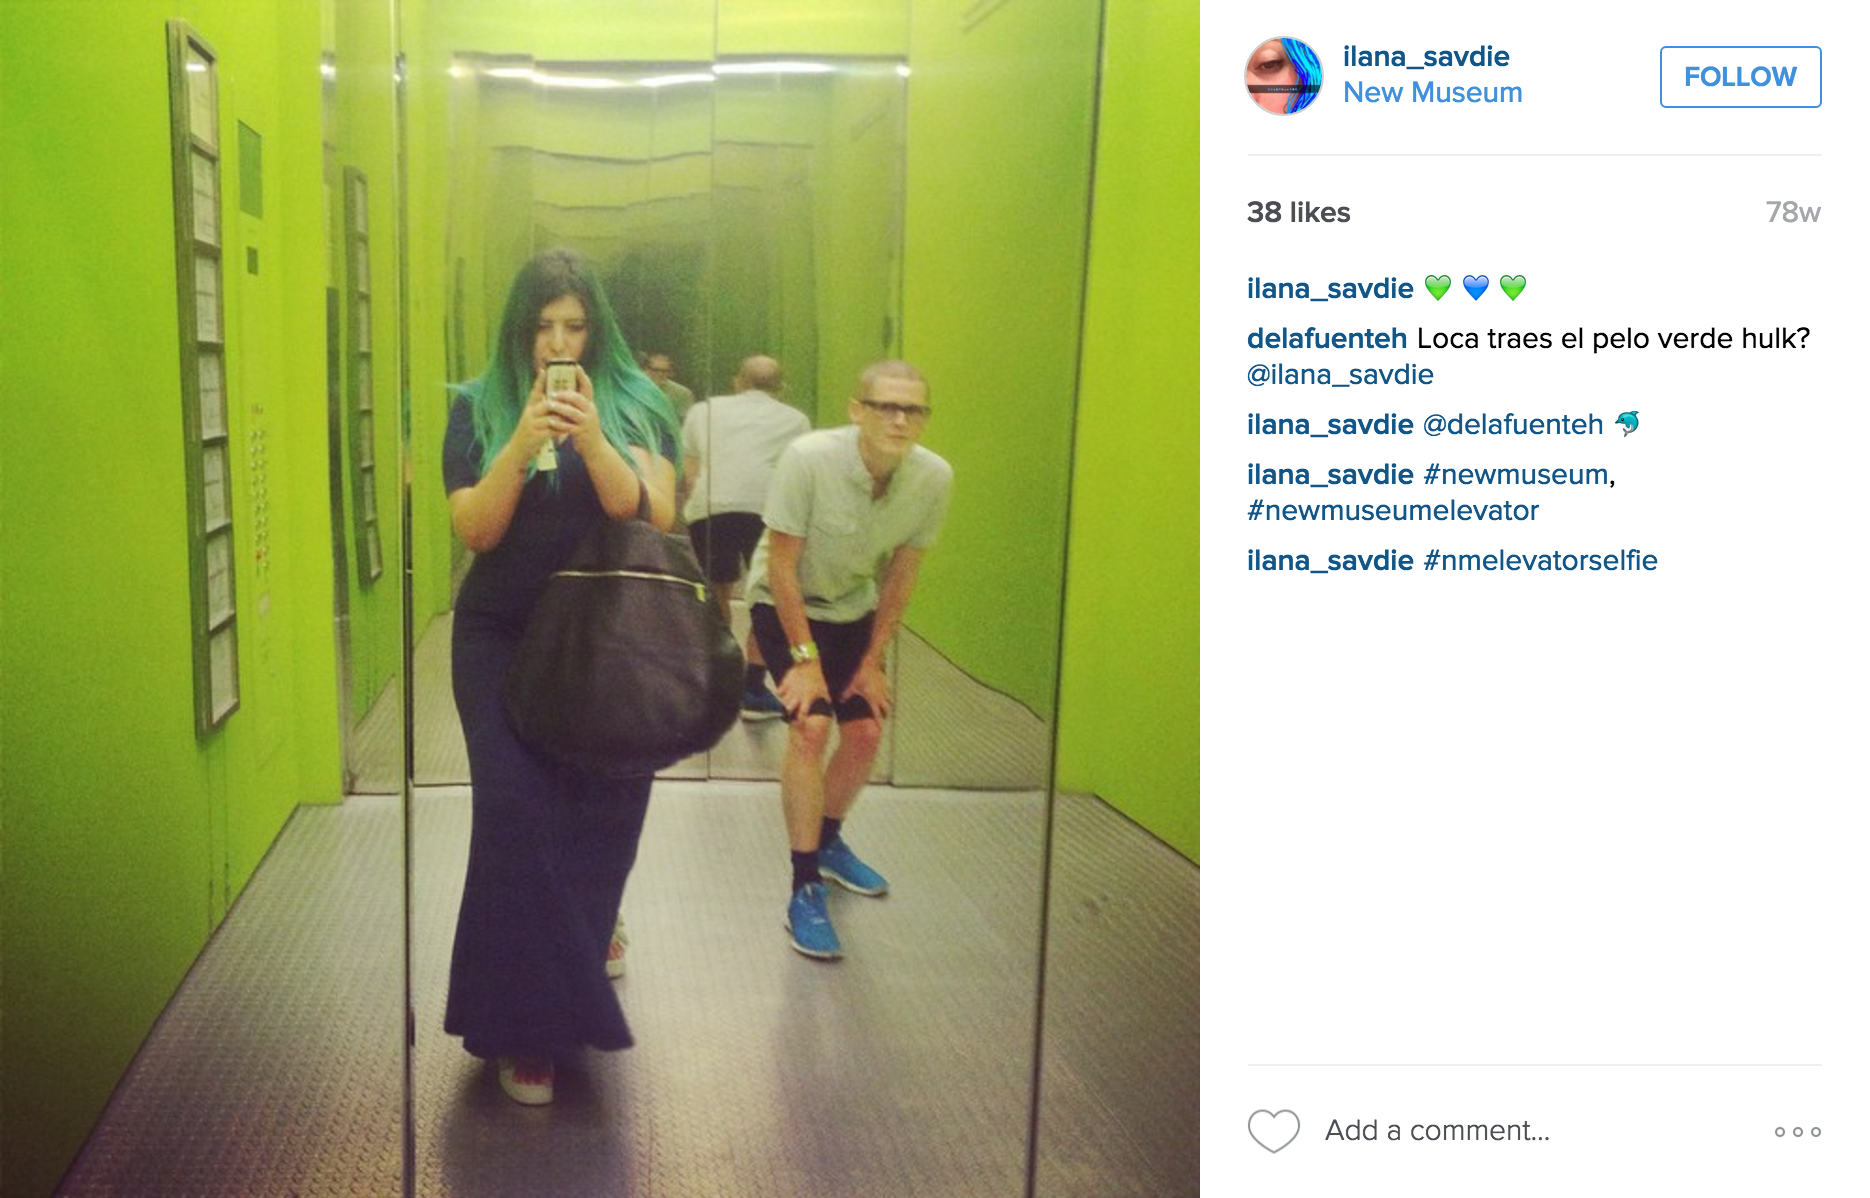 ilana_savdie
New Museum
FOLLOW
38 likes
78w
ilana_savdie 💚 💙 💚
delafuenteh Loca traes el pelo verde hulk?
@ilana_savdie
ilana_savdie @delafuenteh 🐬
ilana_savdie #newmuseum,
#newmuseumelevator
ilana_savdie #nmelevatorselfie
Add a comment...